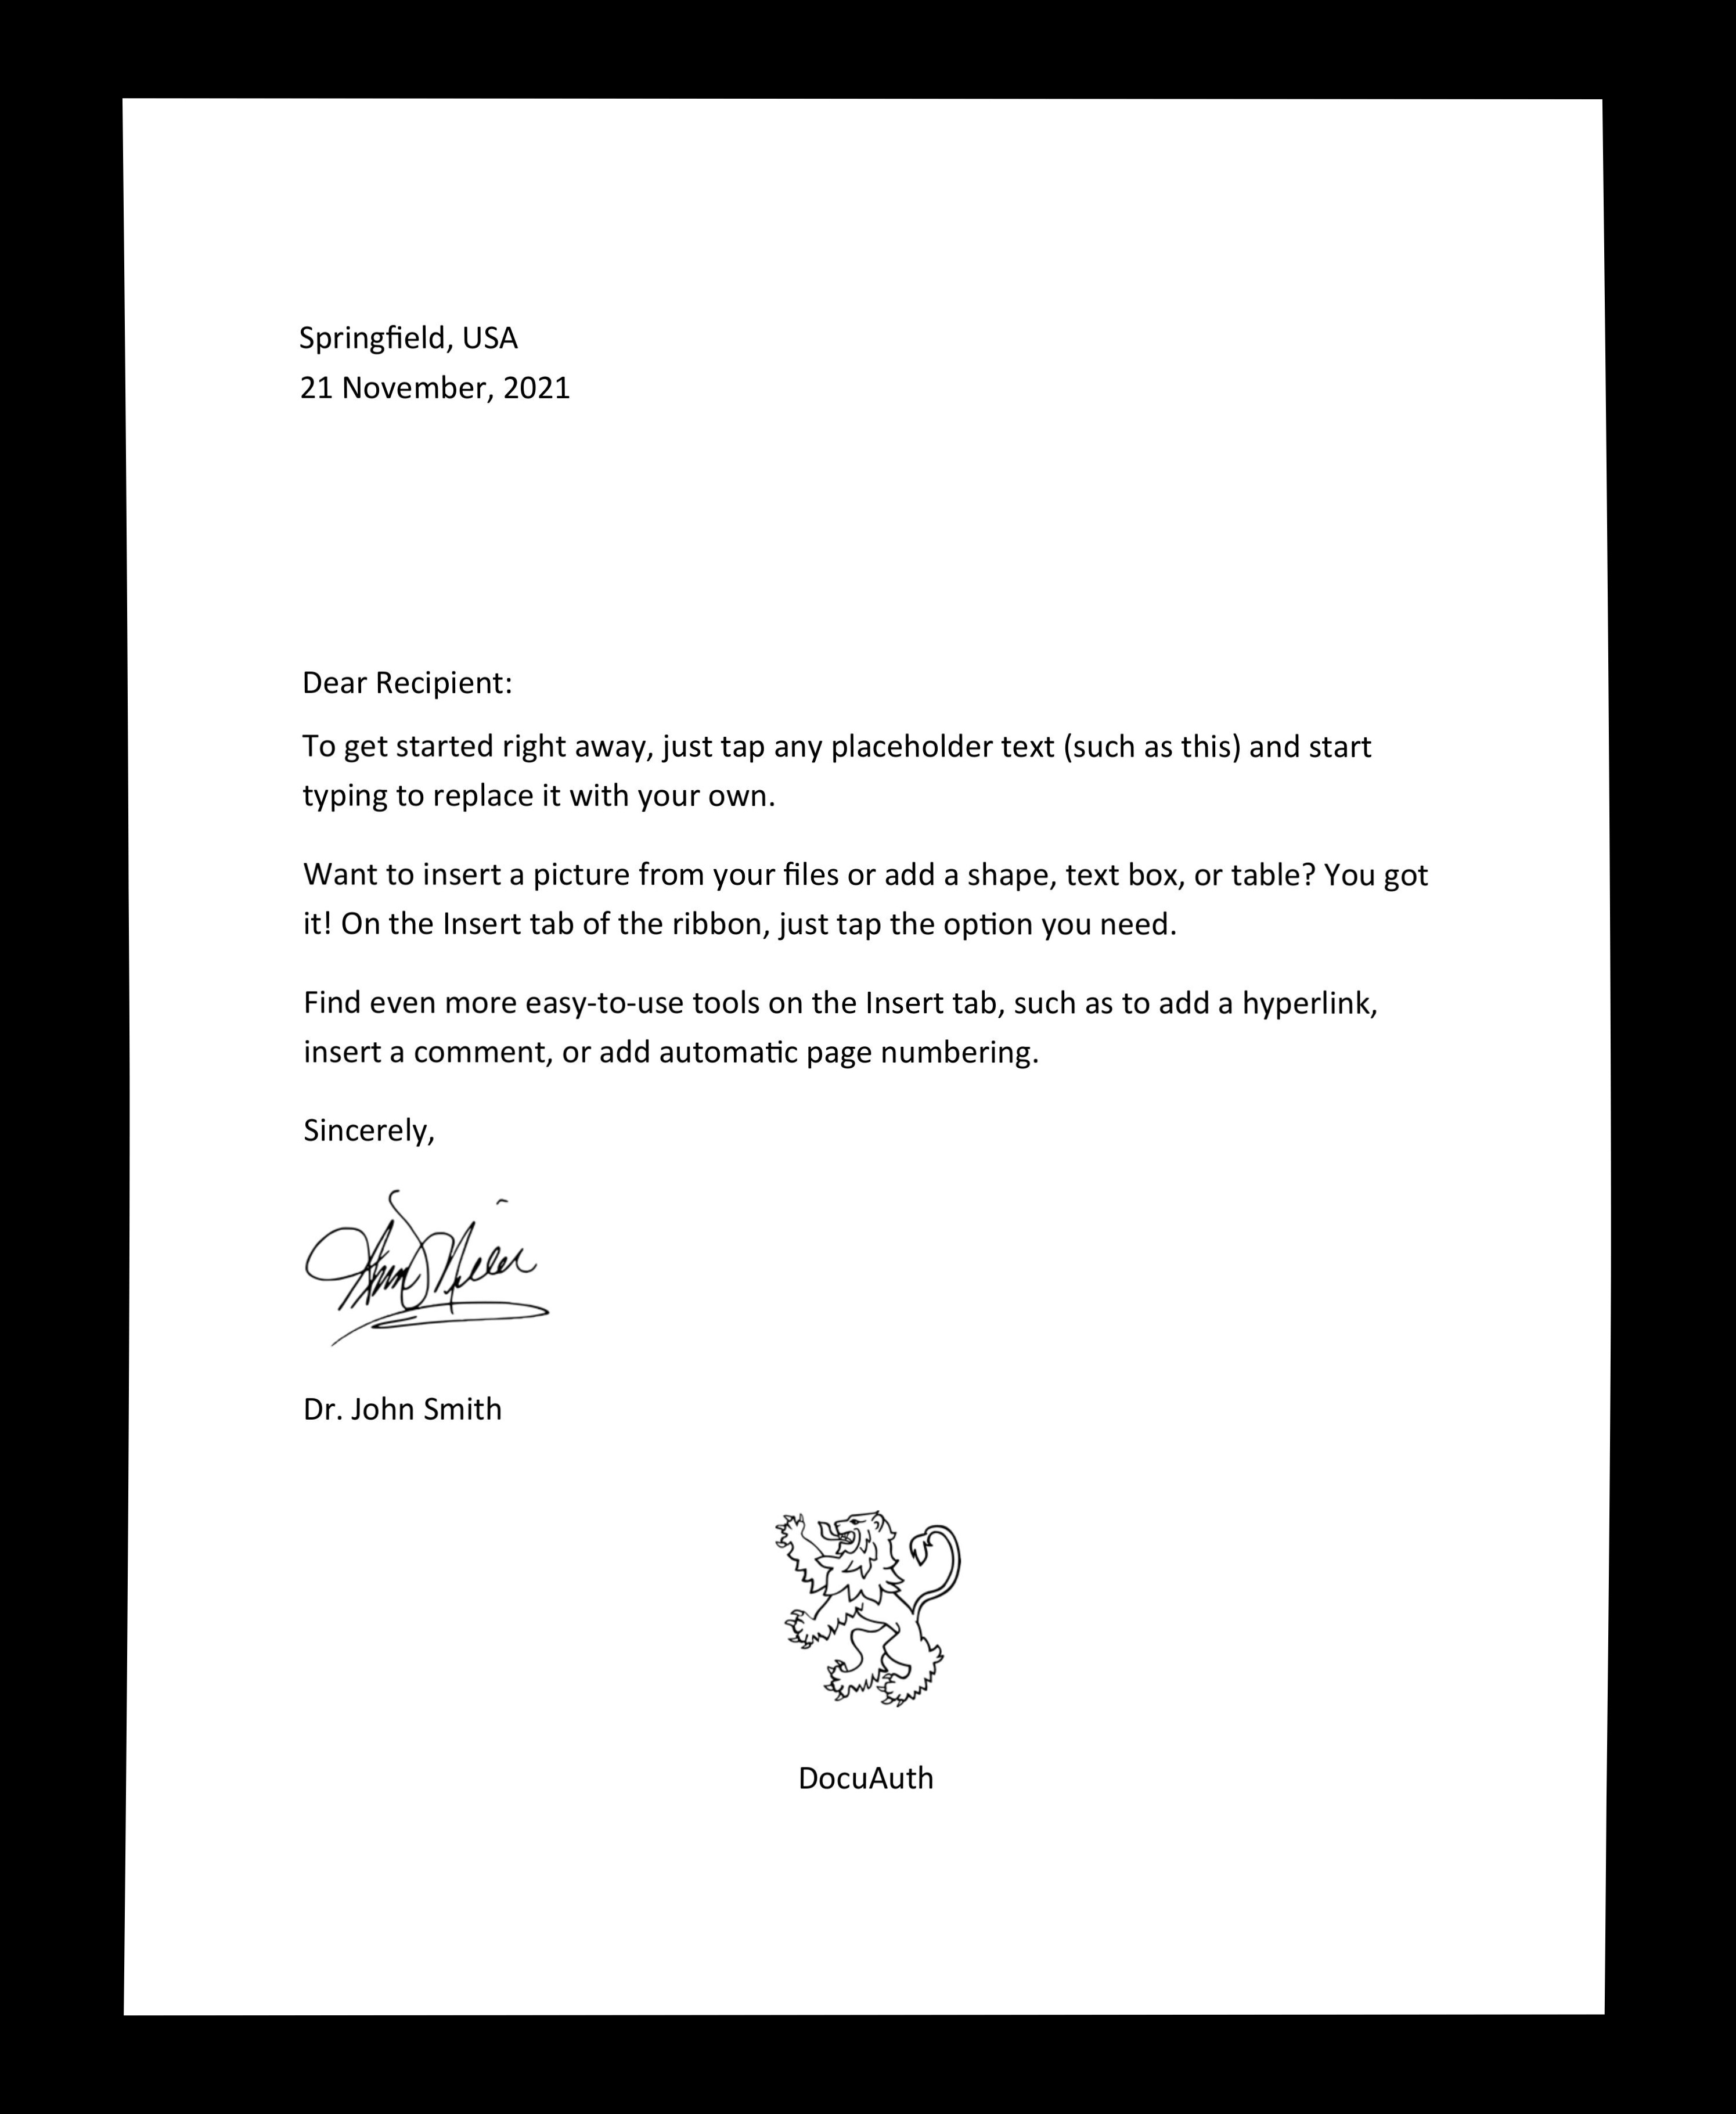 Springfield, USA
21 November, 2021
Dear Recipient:
To get started right away, just tap any placeholder text (such as this) and start
typing to replace it with your own.
Want to insert a picture from your files or add a shape, text box, or table? You got
it! On the Insert tab of the ribbon, just tap the option you need.
Find even more easy-to-use tools on the Insert tab, such as to add a hyperlink,
insert a comment, or add automatic page numbering.
Sincerely,
Dr. John Smith
DocuAuth